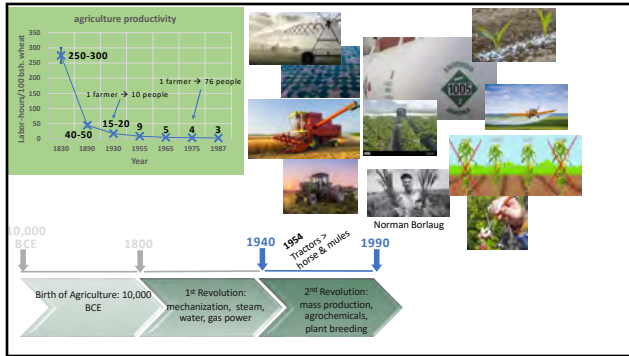 agriculture productivity
Labor-hours/100 bsh. wheat
350
300
250
200
150
100
50
0
250-300
40-50
15-20
9
5
4
3
1 farmer → 10 people
1 farmer → 76 people
1830 1890 1930 1955 1965 1975 1987
Year
1005
2
Norman Borlaug
10,000
BCE
1800
1940
1954
Tractors >
horse & mules
1990
Birth of Agriculture: 10,000
BCE
1st Revolution:
mechanization, steam,
water, gas power
2nd Revolution:
mass production,
agrochemicals,
plant breeding